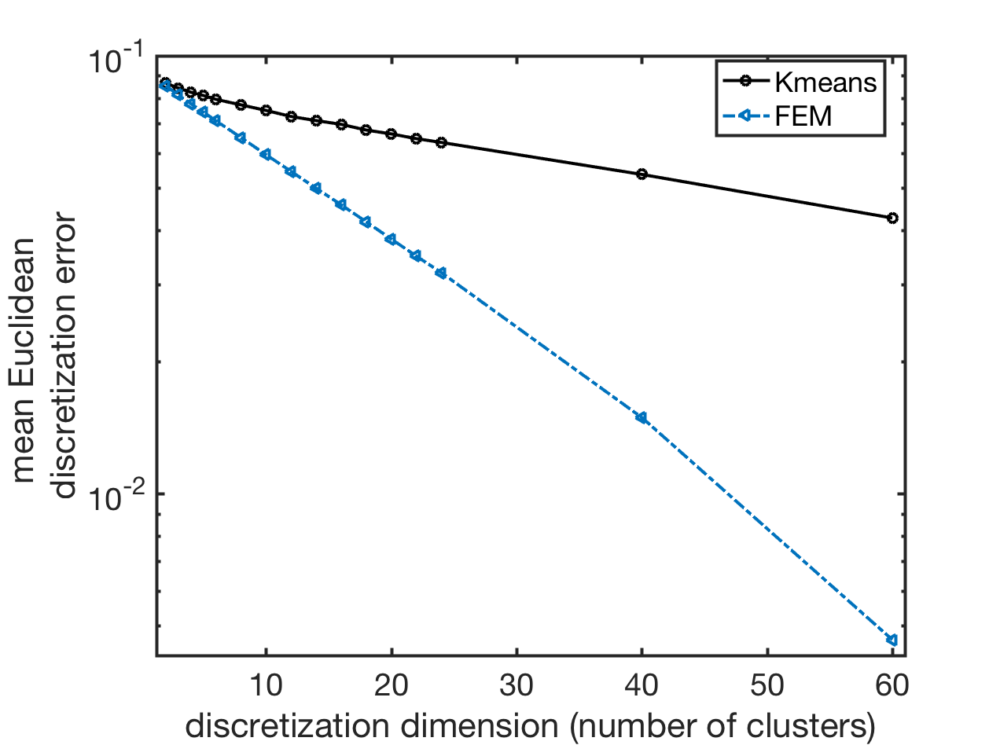 10^-1
Kmeans
FEM
mean Euclidean
discretization error
10^-2
10 20 30 40 50 60
discretization dimension (number of clusters)